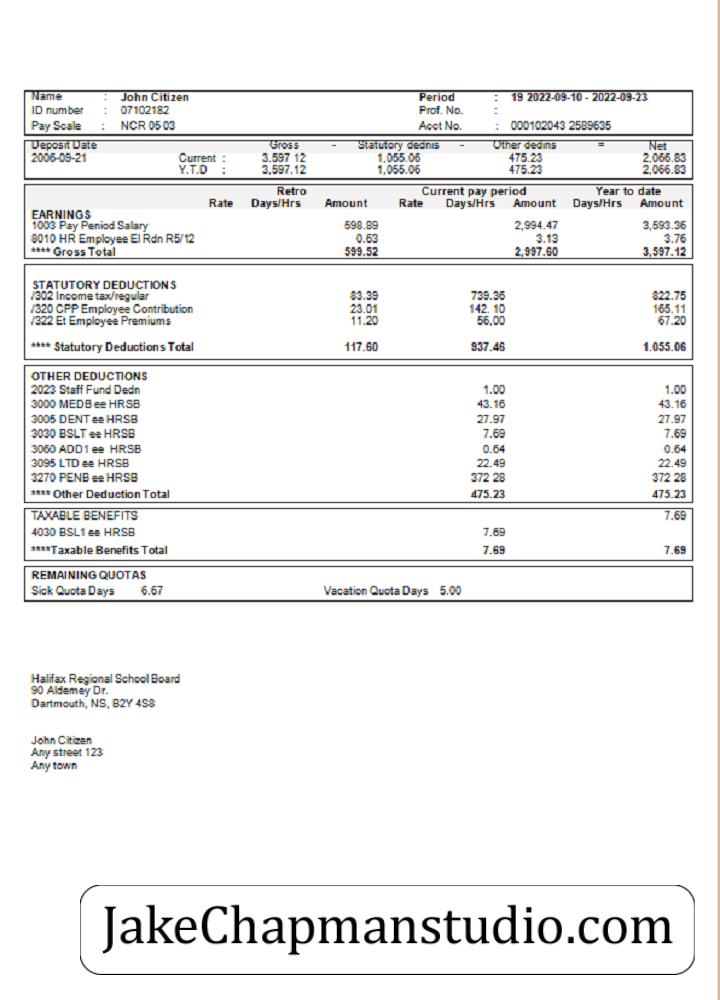 Name : John Citizen Period : 19 2022-09-10 - 2022-09-23
ID number : 07102182 Prof. No. :
Pay Scale : NCR 05 03 Acct No. : 000102043 2589635
Deposit Date Gross - Statutory dednis - Other dedins = Net
2006-09-21 Current : 3.597 12 1,055.06 475.23 2,066.83
Y.T.D : 3,597.12 1,055.06 475.23 2,066.83
Retro Current pay period Year to date
Rate Days/Hrs Amount Rate Days/Hrs Amount Days/Hrs Amount
EARNINGS
1003 Pay Period Salary 598.89 2,994.47 3,593.36
8010 HR Employee EI Rdn R5/12 0.63 3.13 3.76
**** Gross Total 599.52 2,997.60 3,597.12
STATUTORY DEDUCTIONS
/302 Income tax/regular 83.39 739.36 822.75
/320 CPP Employee Contribution 23.01 142. 10 165.11
/322 Et Employee Premiums 11.20 56,00 67.20
**** Statutory Deductions Total 117.60 937.46 1.055.06
OTHER DEDUCTIONS
2023 Staff Fund Dedn 1.00 1.00
3000 MEDB ee HRSB 43.16 43.16
3005 DENT ee HRSB 27.97 27.97
3030 BSLT ee HRSB 7.69 7.69
3060 ADD1 ee HRSB 0.64 0.64
3095 LTD ee HRSB 22.49 22.49
3270 PENB ee HRSB 372 28 372 28
**** Other Deduction Total 475.23 475.23
TAXABLE BENEFITS 7.69
4030 BSL1 ee HRSB 7.69
****Taxable Benefits Total 7.69 7.69
REMAINING QUOTAS
Sick Quota Days 6.67 Vacation Quota Days 5.00
Halifax Regional School Board
90 Aldemey Dr.
Dartmouth, NS, B2Y 4S8
John Citizen
Any street 123
Any town
JakeChapmanstudio.com